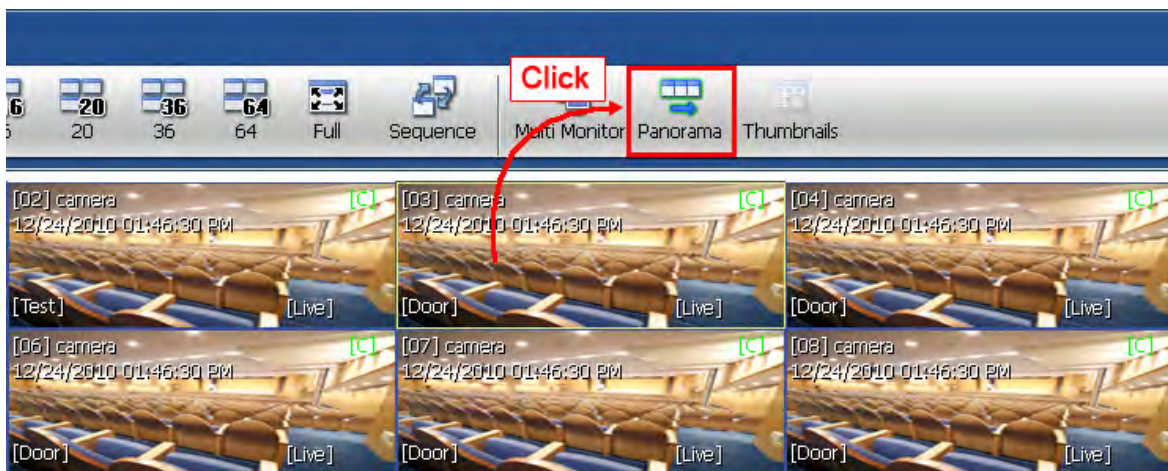 Click
6 20 36 64
20 36 64 Full Sequence Multi Monitor Panorama Thumbnails
[02] camera [C] [03] camera [C] [04] camera [C]
12/24/2010 01:46:30 PM 12/24/2010 01:46:30 PM 12/24/2010 01:46:30 PM
[Test] [Live] [Door] [Live] [Door] [Live]
[06] camera [C] [07] camera [C] [08] camera [C]
12/24/2010 01:46:30 PM 12/24/2010 01:46:30 PM 12/24/2010 01:46:30 PM
[Door] [Live] [Door] [Live] [Door] [Live]